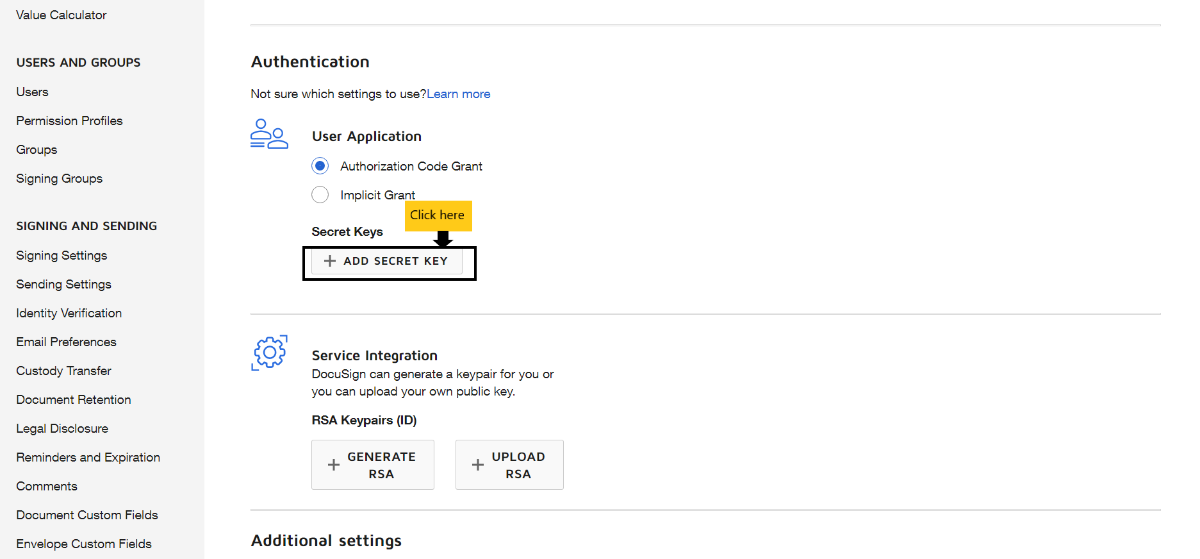 Value Calculator
USERS AND GROUPS
Users
Permission Profiles
Groups
Signing Groups
SIGNING AND SENDING
Signing Settings
Sending Settings
Identity Verification
Email Preferences
Custody Transfer
Document Retention
Legal Disclosure
Reminders and Expiration
Comments
Document Custom Fields
Envelope Custom Fields
Authentication
Not sure which settings to use?Learn more
User Application
Authorization Code Grant
Implicit Grant
Click here
Secret Keys
+ ADD SECRET KEY
Service Integration
DocuSign can generate a keypair for you or
you can upload your own public key.
RSA Keypairs (ID)
+ GENERATE
RSA
+ UPLOAD
RSA
Additional settings